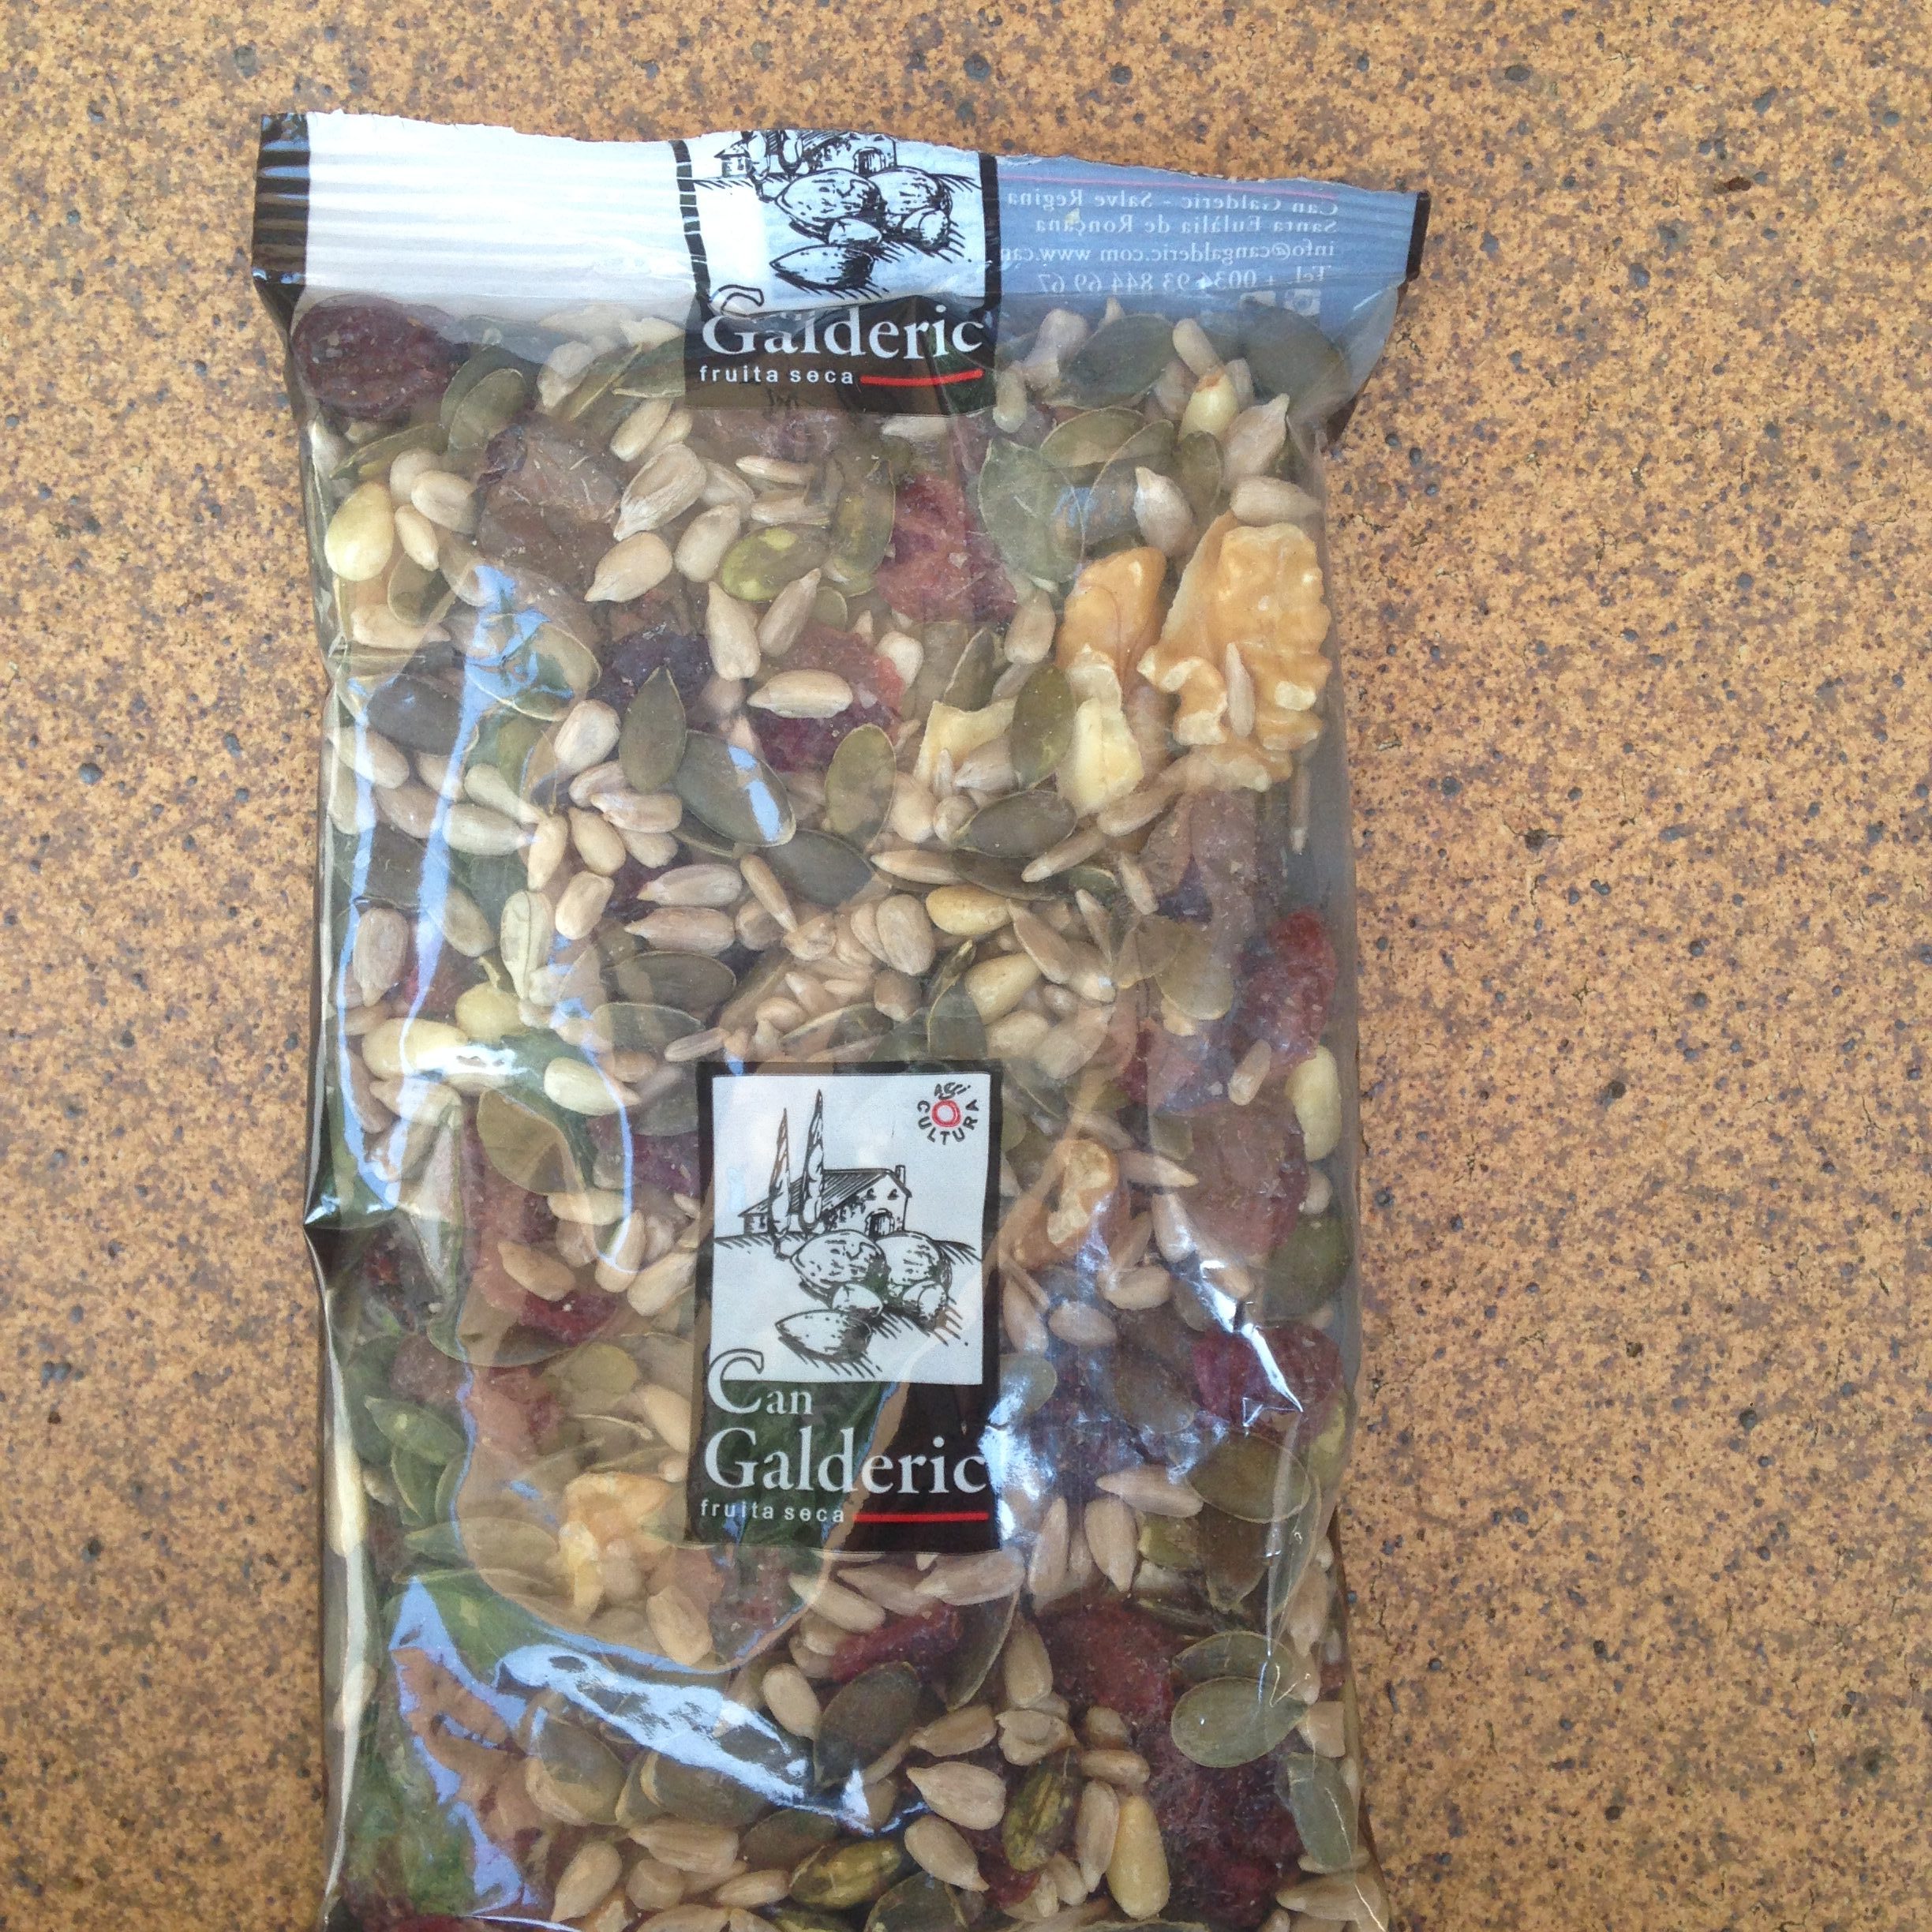 Can Galderic - Salve Regina
Santa Eulàlia de Ronçana
info@cangalderic.com www.can
Tel. + 0034 93 844 69 67
Galderic
fruita seca
Agri
CULTURA
Can
Galderic
fruita seca